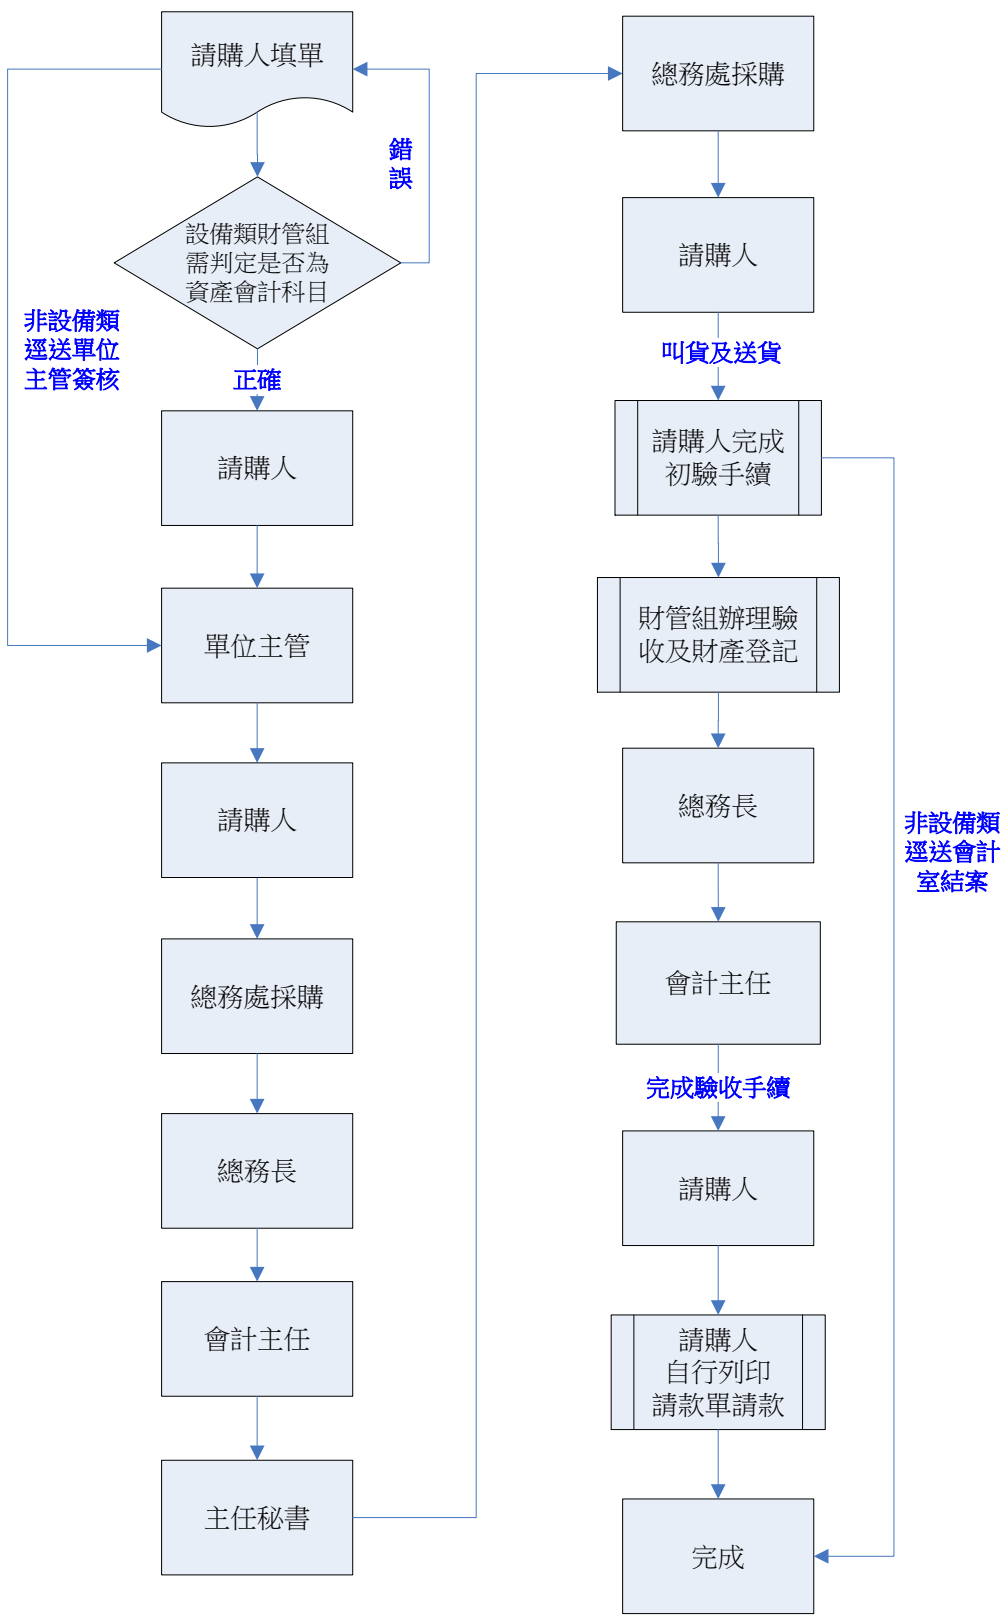 請購人填單
錯
誤
設備類財管組
需判定是否為
資產會計科目
非設備類
逕送單位
主管簽核
正確
請購人
單位主管
請購人
總務處採購
總務長
會計主任
主任秘書
總務處採購
請購人
叫貨及送貨
請購人完成
初驗手續
財管組辦理驗
收及財產登記
總務長
非設備類
逕送會計
室結案
會計主任
完成驗收手續
請購人
請購人
自行列印
請款單請款
完成